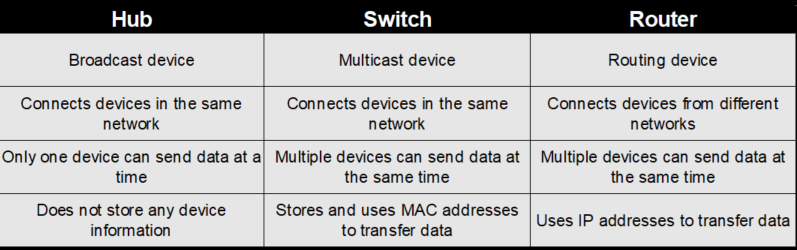 Hub Switch Router
Broadcast device Multicast device Routing device
Connects devices in the same Connects devices in the same Connects devices from different
network network networks
Only one device can send data at a Multiple devices can send data at Multiple devices can send data at
time the same time the same time
Does not store any device Stores and uses MAC addresses Uses IP addresses to transfer data
information to transfer data